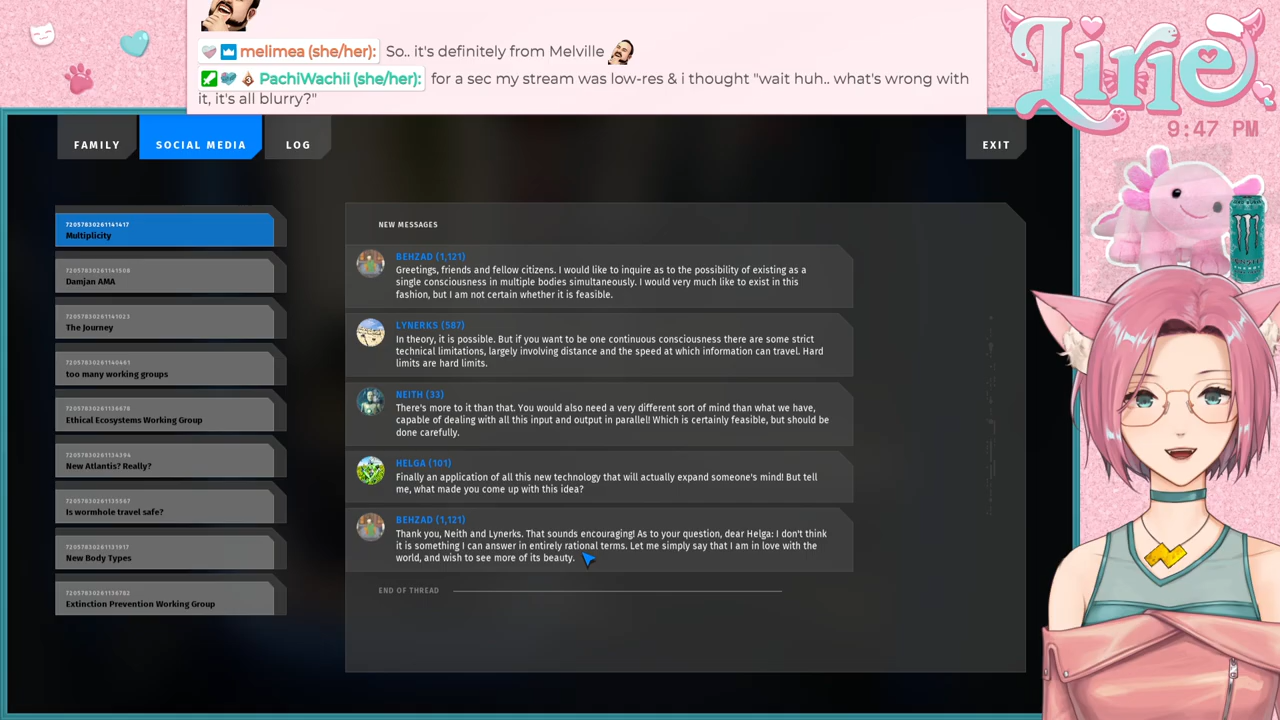 melimea (she/her): So.. it's definitely from Melville
PachiWachii (she/her): for a sec my stream was low-res & i thought "wait huh.. what's wrong with
it, it's all blurry?"
Lirie
9:47 PM
FAMILY
SOCIAL MEDIA
LOG
EXIT
72057830261141417
Multiplicity
72057830261141508
Damjan AMA
72057830261141023
The Journey
too many working groups
72057830261136678
Ethical Ecosystems Working Group
72057830261134394
New Atlantis? Really?
Is wormhole travel safe?
72057830261131917
New Body Types
72057830261136782
Extinction Prevention Working Group
NEW MESSAGES
BEHZAD (1,121)
Greetings, friends and fellow citizens. I would like to inquire as to the possibility of existing as a
single consciousness in multiple bodies simultaneously. I would very much like to exist in this
fashion, but I am not certain whether it is feasible.
LYNERKS (587)
In theory, it is possible. But if you want to be one continuous consciousness there are some strict
technical limitations, largely involving distance and the speed at which information can travel. Hard
limits are hard limits.
NEITH (33)
There's more to it than that. You would also need a very different sort of mind than what we have,
capable of dealing with all this input and output in parallel! Which is certainly feasible, but should be
done carefully.
HELGA (101)
Finally an application of all this new technology that will actually expand someone's mind! But tell
me, what made you come up with this idea?
BEHZAD (1,121)
Thank you, Neith and Lynerks. That sounds encouraging! As to your question, dear Helga: I don't think
it is something I can answer in entirely rational terms. Let me simply say that I am in love with the
world, and wish to see more of its beauty.
END OF THREAD